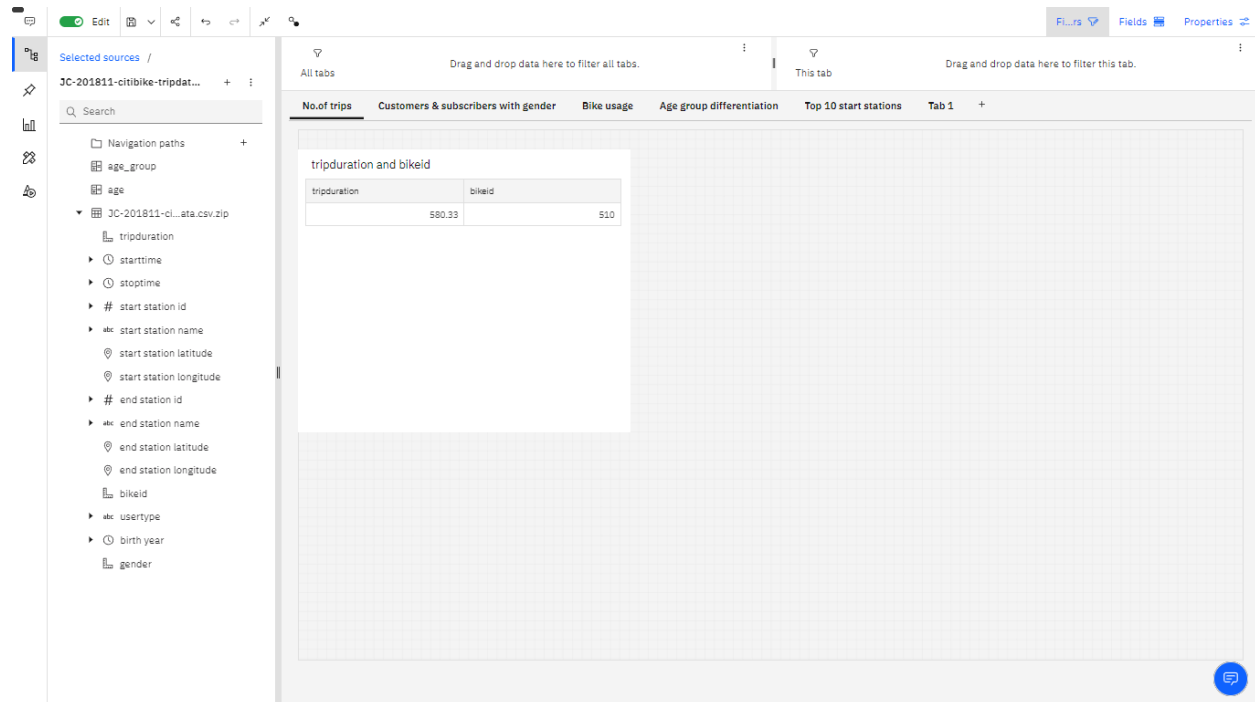 Edit
Fi...rs
Fields
Properties
Selected sources /
JC-201811-citibike-tripdat... +
Search
Navigation paths +
age_group
age
JC-201811-ci...ata.csv.zip
tripduration
starttime
stoptime
# start station id
abc start station name
start station latitude
start station longitude
# end station id
abc end station name
end station latitude
end station longitude
bikeid
abc usertype
birth year
gender
All tabs
Drag and drop data here to filter all tabs.
This tab
Drag and drop data here to filter this tab.
No.of trips Customers & subscribers with gender Bike usage Age group differentiation Top 10 start stations Tab 1 +
tripduration and bikeid
tripduration bikeid
580.33 510